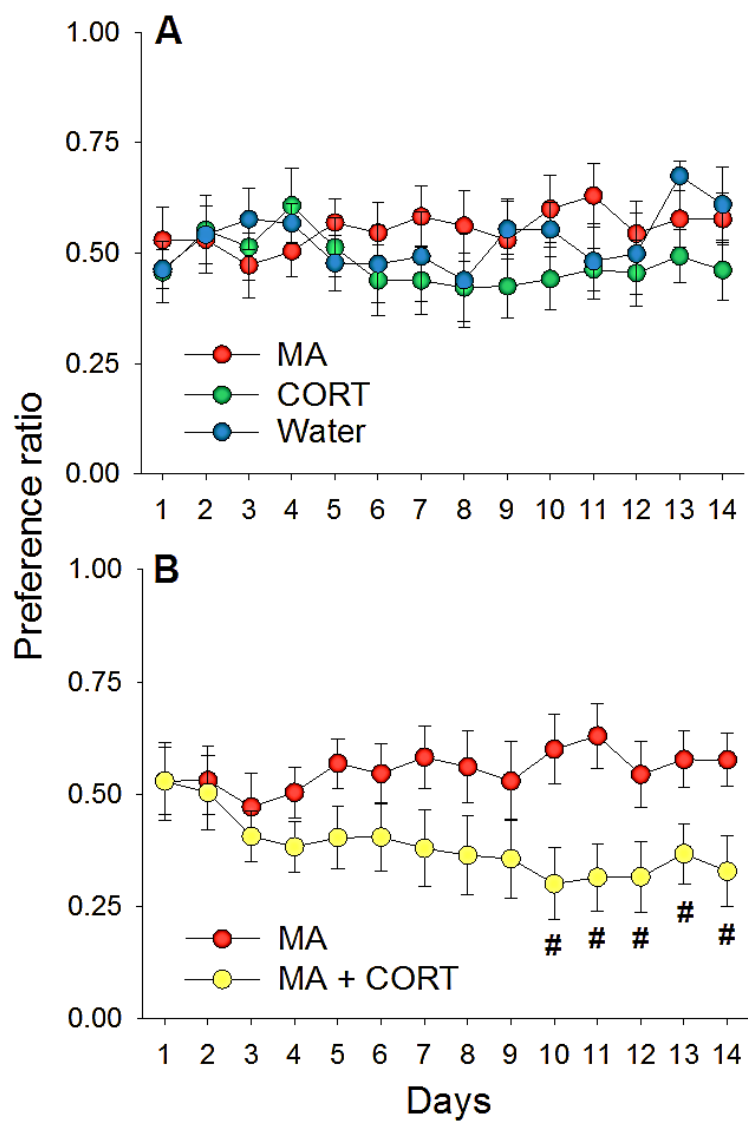 A
1.00
0.75
0.50
0.25
0.00
MA
CORT
Water
1 2 3 4 5 6 7 8 9 10 11 12 13 14
Preference ratio
B
1.00
0.75
0.50
0.25
0.00
# # # # #
MA
MA + CORT
1 2 3 4 5 6 7 8 9 10 11 12 13 14
Days